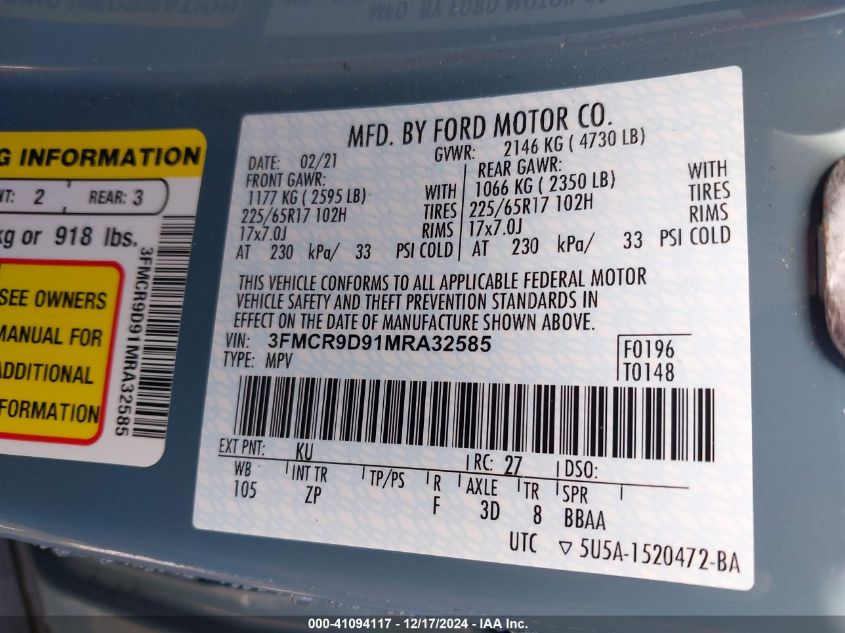 MFD. BY FORD MOTOR CO.
DATE: 02/21
GVWR: 2146 KG ( 4730 LB)
FRONT GAWR:
1177 KG ( 2595 LB) WITH
225/65R17 102H TIRES
17x7.0J RIMS
AT 230 kPa/ 33 PSI COLD
REAR GAWR: WITH
1066 KG ( 2350 LB) TIRES
225/65R17 102H RIMS
17x7.0J
AT 230 kPa/ 33 PSI COLD
THIS VEHICLE CONFORMS TO ALL APPLICABLE FEDERAL MOTOR
VEHICLE SAFETY AND THEFT PREVENTION STANDARDS IN
EFFECT ON THE DATE OF MANUFACTURE SHOWN ABOVE.
VIN: 3FMCR9D91MRA32585
TYPE: MPV
F0196
T0148
EXT PNT: KU RC: 27 DSO:
WB INT TR TP/PS R AXLE TR SPR
105 ZP F 3D 8 BBAA
UTC ▽ 5U5A-1520472-BA
INFORMATION
2 REAR: 3
kg or 918 lbs.
SEE OWNERS
MANUAL FOR
ADDITIONAL
INFORMATION
3FMCR9D91MRA32585
000-41094117 - 12/17/2024 - IAA Inc.